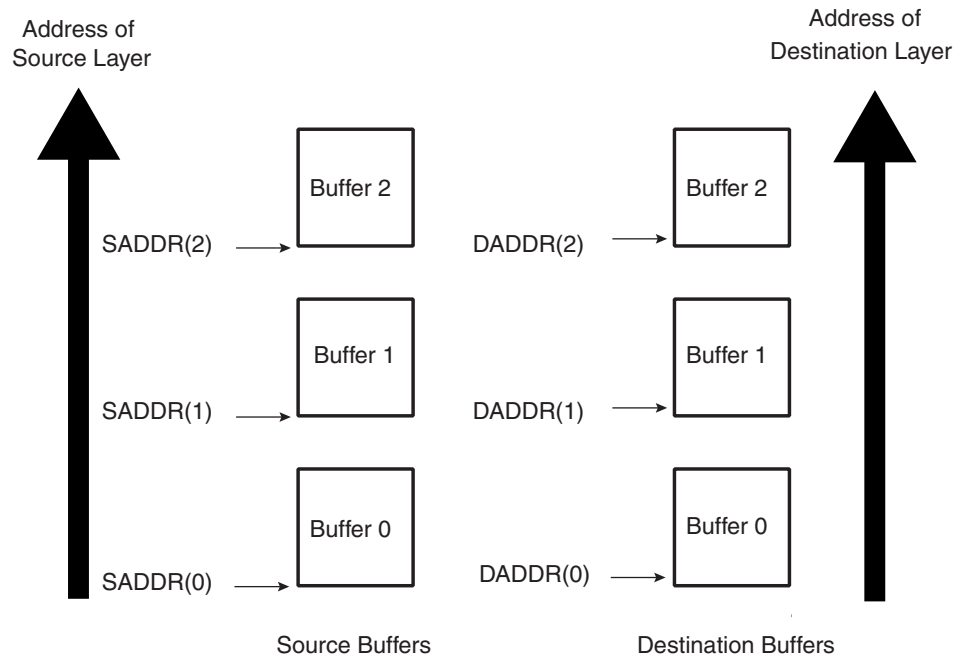 Address of
Source Layer
Address of
Destination Layer
Buffer 2
Buffer 2
SADDR(2)
DADDR(2)
Buffer 1
Buffer 1
SADDR(1)
DADDR(1)
Buffer 0
Buffer 0
SADDR(0)
DADDR(0)
Source Buffers
Destination Buffers